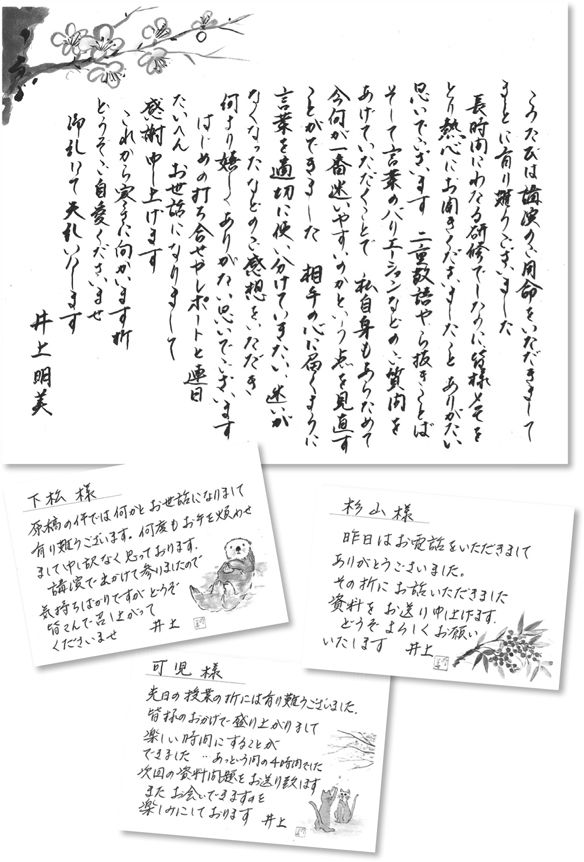 このたびは講演のご用命をいただきまして
まことに有り難うございました
長時間にわたる研修でしたのに皆様とても
とり熱心にお聞きくださいましたこと ありがたい
思いでございます 二重敬語やら抜きことば
そして言葉のバリエーションなどのご質問を
あげていただくことで 私自身もあらためて
今何が一番迷いやすいのかという点を見直す
ことができました 相手の心に届くように
言葉を適切に使い分けていきたい、迷いが
なくなったなどのご感想をいただき
何より嬉しくありがたい思いでございます
はじめの打ち合せやレポートと連日
たいへんお世話になりまして
感謝申し上げます
これから寒さに向かいます折
どうぞご自愛くださいませ
御礼にて失礼いたします
井上明美
下松様
原稿の件では何かとお世話になりまして
有り難うございます。何度もお手を煩わせ
まして申し訳なく思っております。
講演で出かけて参りましたので
気持ちばかりですがどうぞ
皆さんで召し上がって
くださいませ 井上
杉山様
昨日はお電話をいただきまして
ありがとうございました。
その折にお話いただきました
資料をお送り申し上げます。
どうぞよろしくお願い
いたします 井上
可児様
先日の授業の折には有り難うございました。
皆様のおかげで盛り上がりまして
楽しい時間にすることが
できました ‥あっという間の4時間でした
次回の資料問題をお送り致します
またお会いできますのを
楽しみにしております 井上